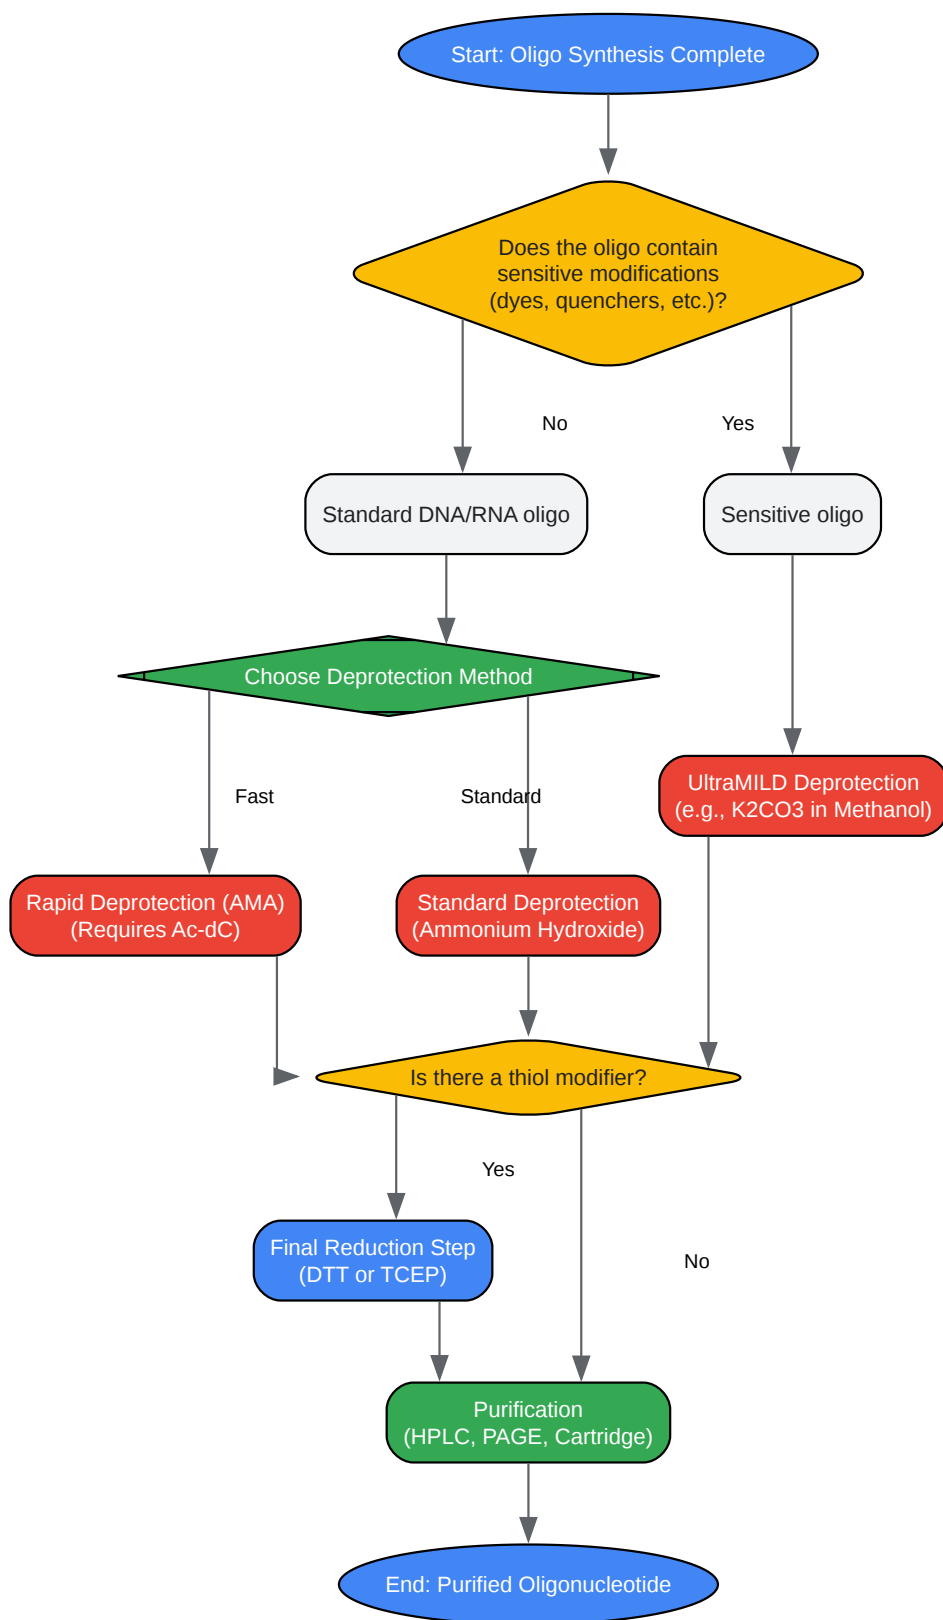 Start: Oligo Synthesis Complete
Does the oligo contain
sensitive modifications
(dyes, quenchers, etc.)?
No
Yes
Standard DNA/RNA oligo
Sensitive oligo
Choose Deprotection Method
UltraMILD Deprotection
(e.g., K2CO3 in Methanol)
Fast
Standard
Rapid Deprotection (AMA)
(Requires Ac-dC)
Standard Deprotection
(Ammonium Hydroxide)
Is there a thiol modifier?
Yes
Final Reduction Step
(DTT or TCEP)
No
Purification
(HPLC, PAGE, Cartridge)
End: Purified Oligonucleotide